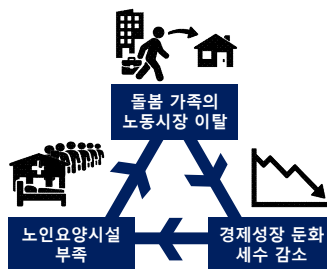 돌봄 가족의
노동시장 이탈
노인요양시설
부족
경제성장 둔화
세수 감소